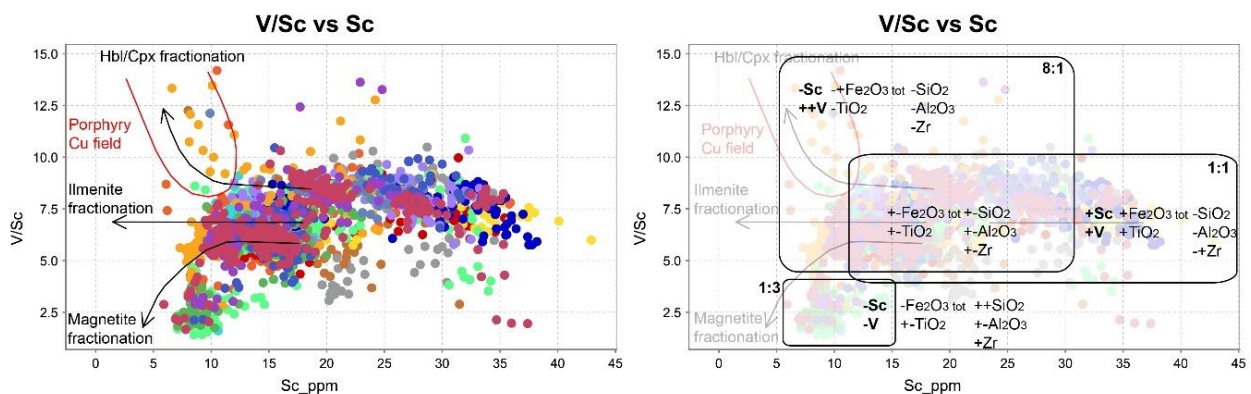 V/Sc vs Sc
15.0
12.5
10.0
7.5
5.0
2.5
V/Sc
Hbl/Cpx fractionation
Porphyry
Cu field
Ilmenite
fractionation
Magnetite
fractionation
0 5 10 15 20 25 30 35 40 45
Sc_ppm
V/Sc vs Sc
15.0
12.5
10.0
7.5
5.0
2.5
V/Sc
Hbl/Cpx fractionation
8:1
-Sc -+Fe2O3 tot -SiO2
++V -TiO2 -Al2O3
-Zr
Porphyry
Cu field
1:1
Ilmenite
fractionation
+-Fe2O3 tot +-SiO2
+-TiO2 +-Al2O3
+-Zr
+Sc +Fe2O3 tot -SiO2
+V +TiO2 -Al2O3
-+Zr
1:3
-Sc -Fe2O3 tot ++SiO2
-V +-TiO2 +-Al2O3
+Zr
Magnetite
fractionation
0 5 10 15 20 25 30 35 40 45
Sc_ppm